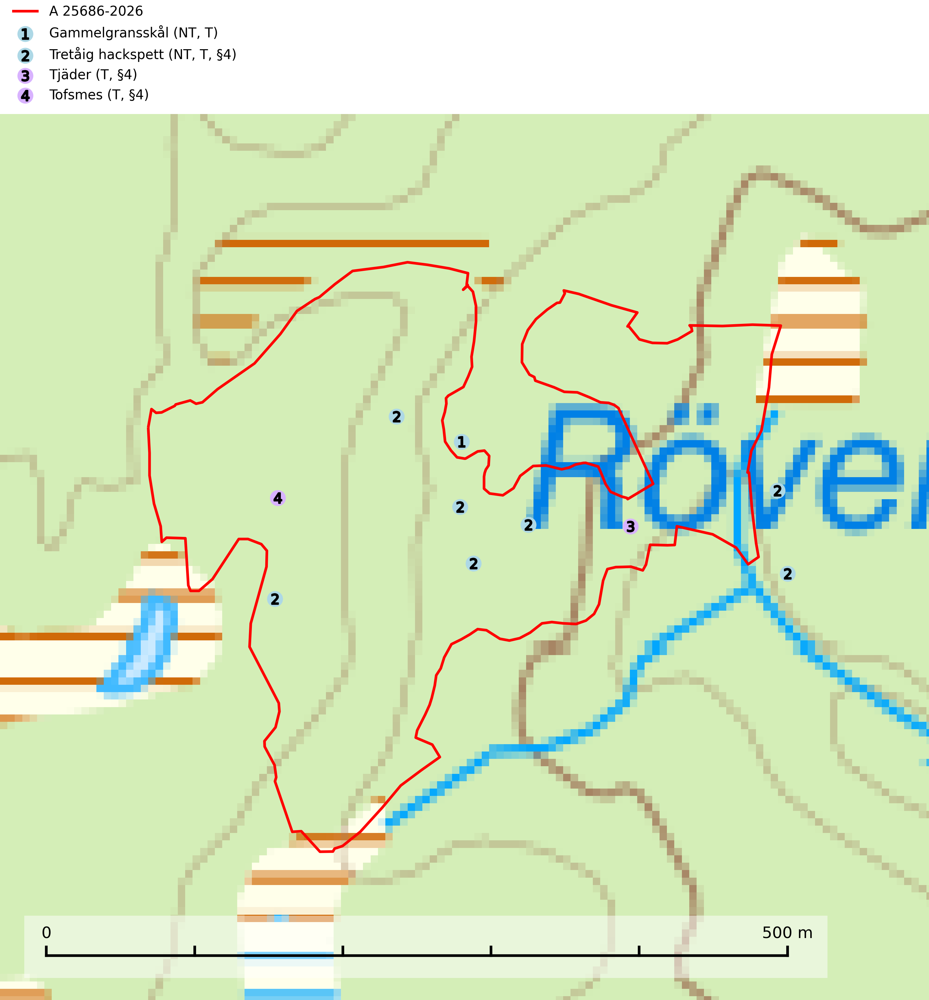 A 25686-2026
1 Gammelgransskål (NT, T)
2 Tretåig hackspett (NT, T, §4)
3 Tjäder (T, §4)
4 Tofsmes (T, §4)
2
1
Röver
2
4
2
2
3
2
2
2
0 500 m